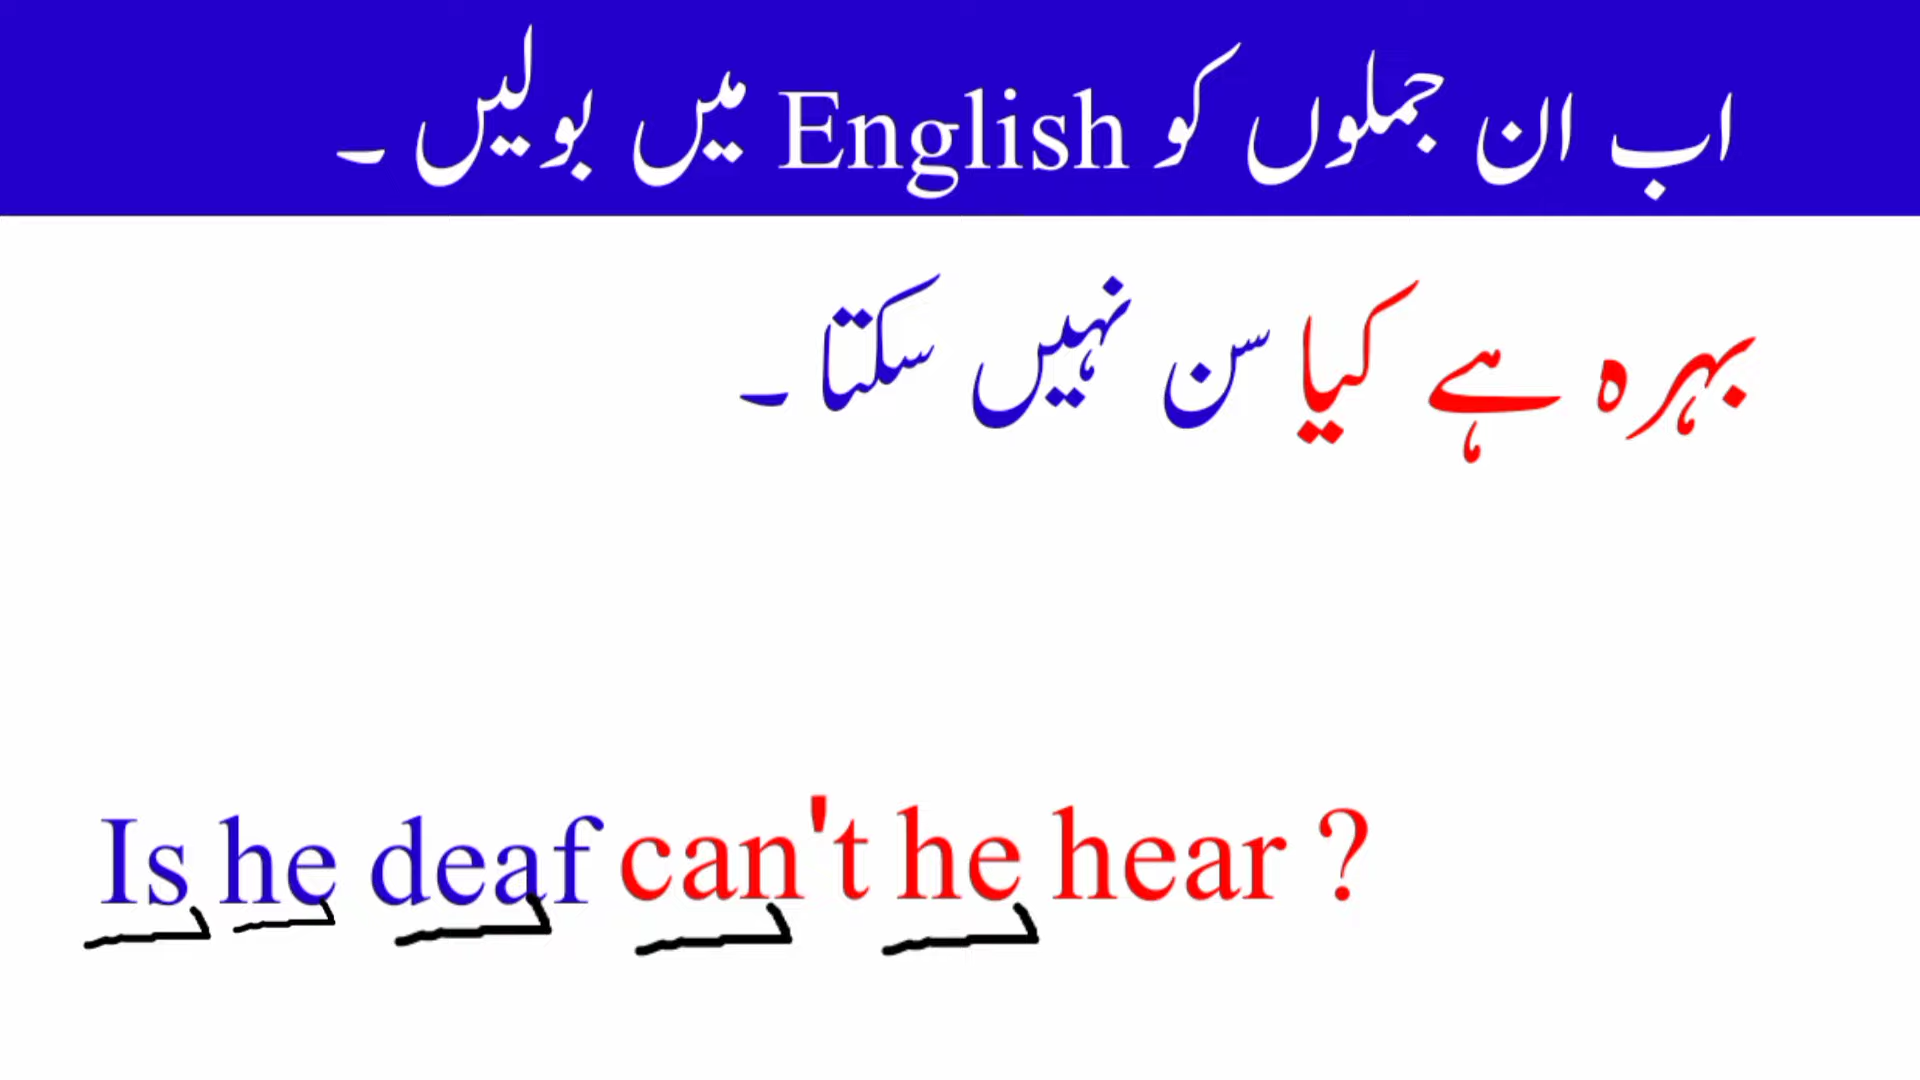 اب ان جملوں کو English میں بولیں ۔
بہرہ ہے کیا سن نہیں سکتا ۔
Is he deaf can't he hear ?